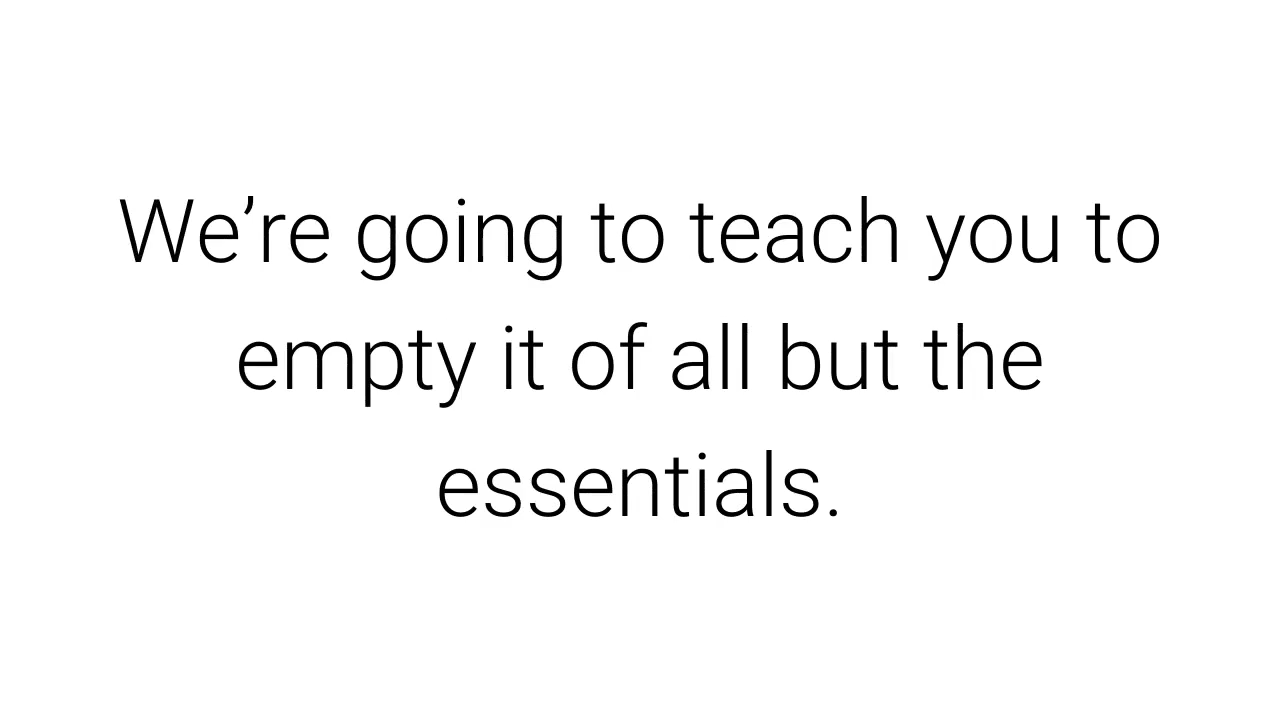 We’re going to teach you to
empty it of all but the
essentials.